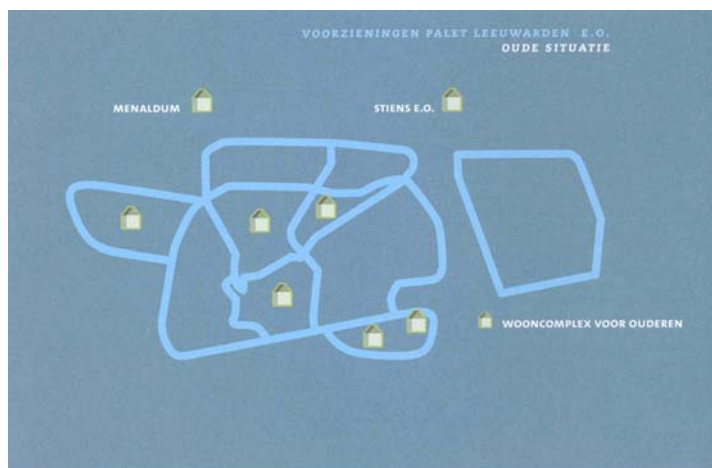 VOORZIENINGEN PALET LEEUWARDEN E.O.
OUDE SITUATIE
MENALDUM
STIENS E.O.
WOONCOMPLEX VOOR OUDEREN